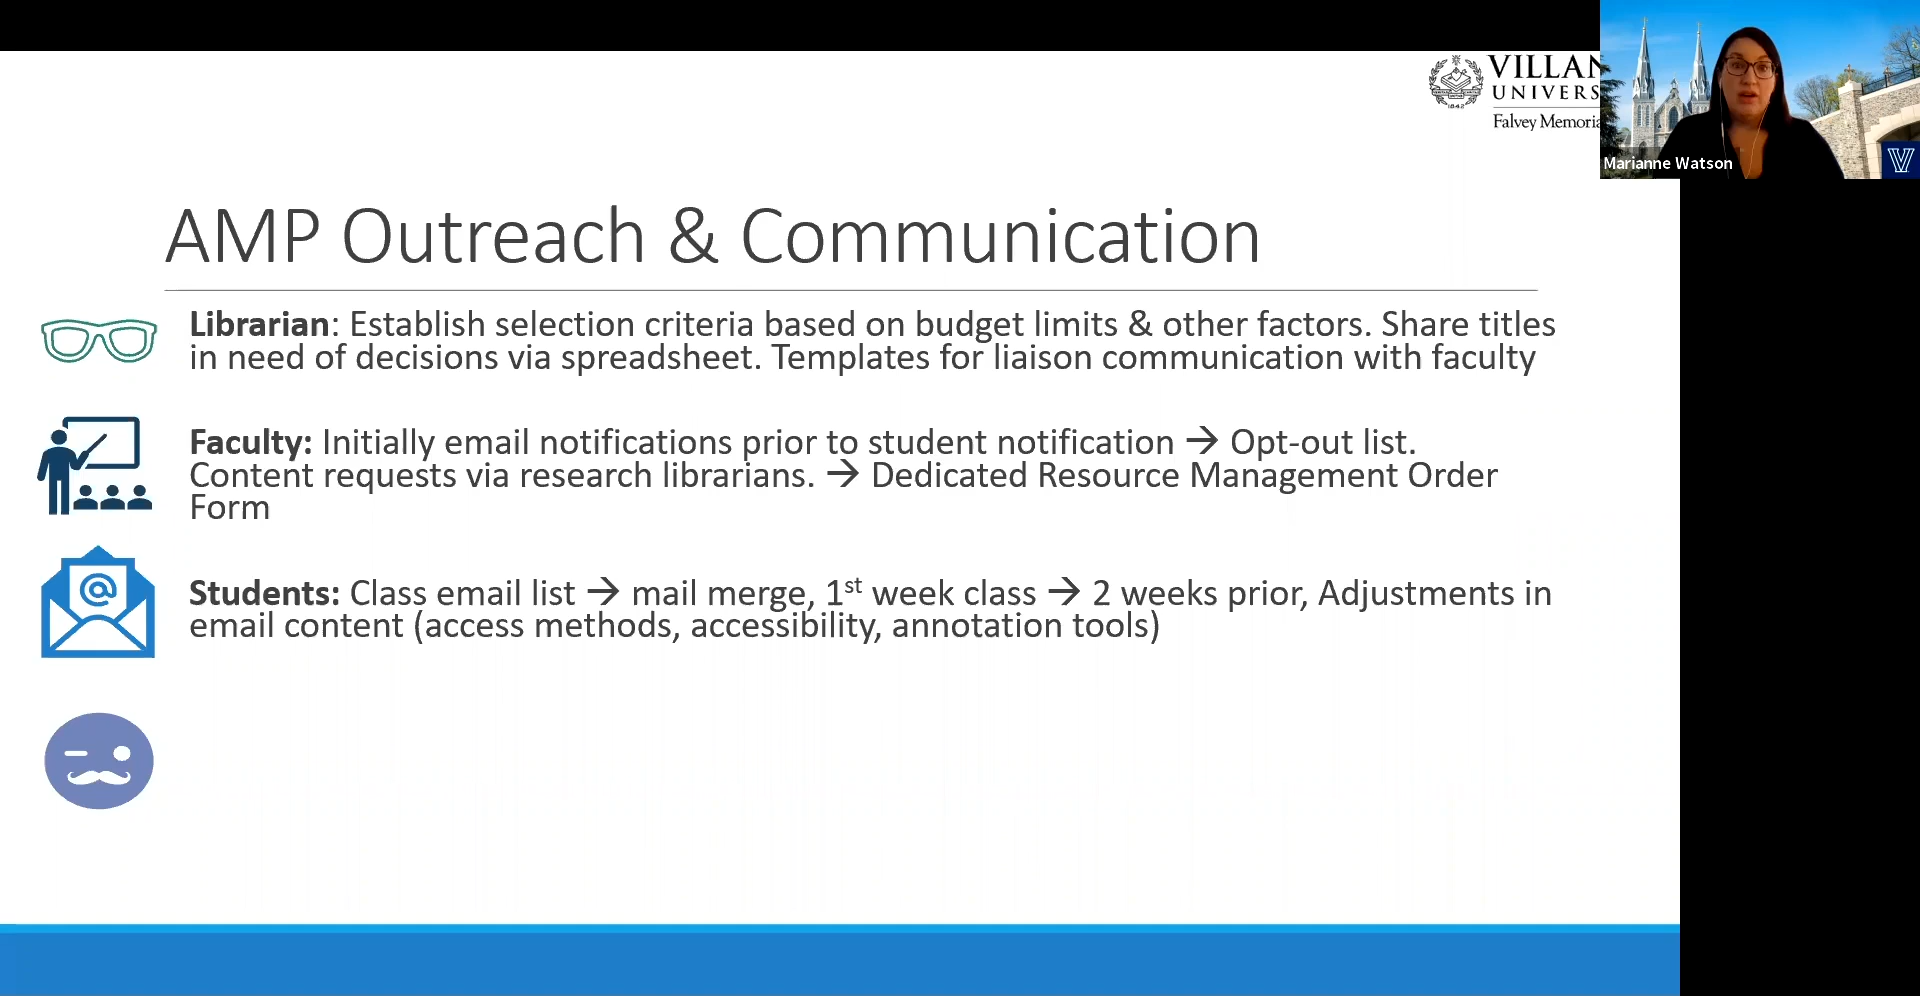 VILLAN
UNIVERS
Falvey Memoria
Marianne Watson
AMP Outreach & Communication
Librarian: Establish selection criteria based on budget limits & other factors. Share titles
in need of decisions via spreadsheet. Templates for liaison communication with faculty
Faculty: Initially email notifications prior to student notification → Opt-out list.
Content requests via research librarians. → Dedicated Resource Management Order
Form
@
Students: Class email list → mail merge, 1st week class → 2 weeks prior, Adjustments in
email content (access methods, accessibility, annotation tools)